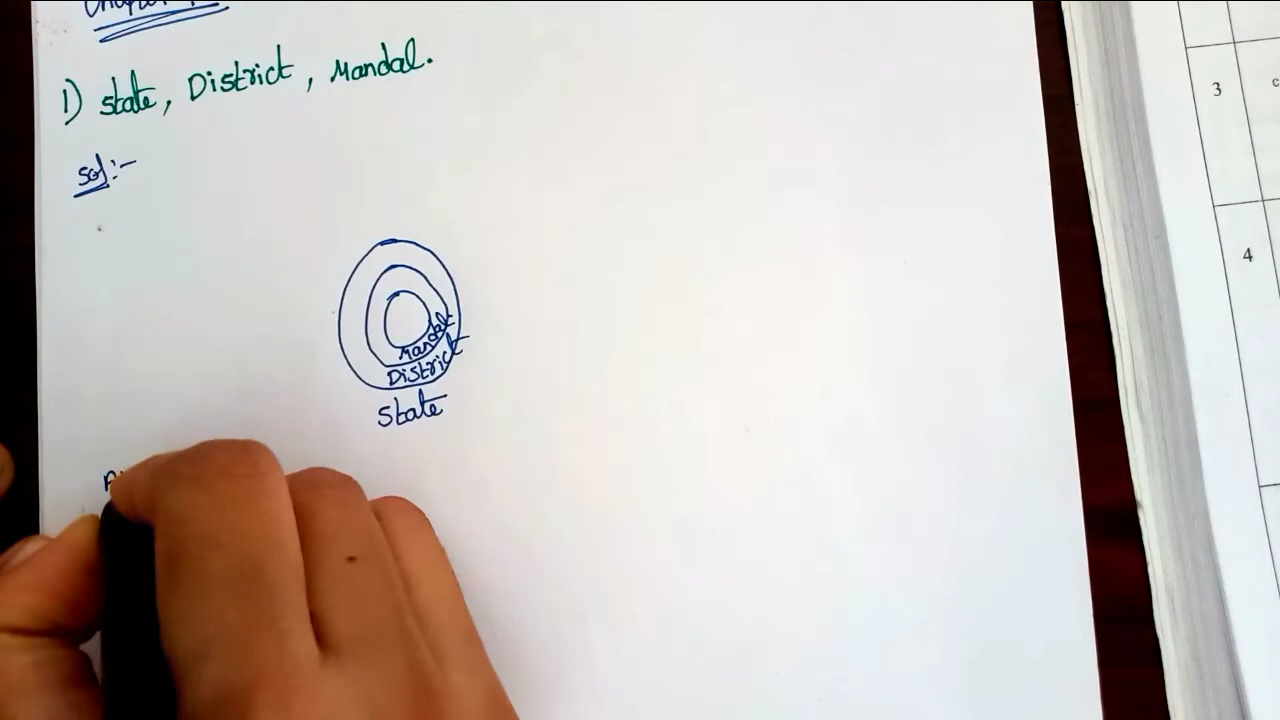 1) state, District, Mandal.
Sol:-
Mandal
District
State
3
4